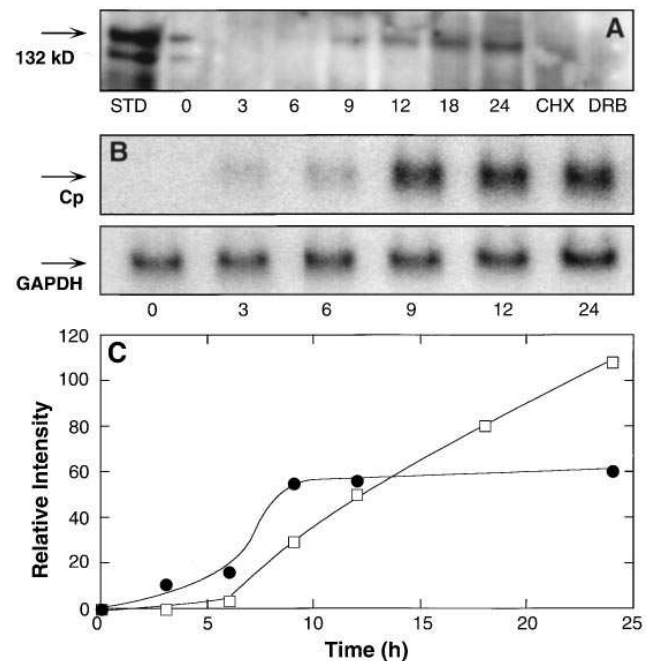 A
132 kD
STD 0 3 6 9 12 18 24 CHX DRB
B
Cp
GAPDH
0 3 6 9 12 24
C
120
100
80
60
40
20
0
Relative Intensity
0 5 10 15 20 25
Time (h)